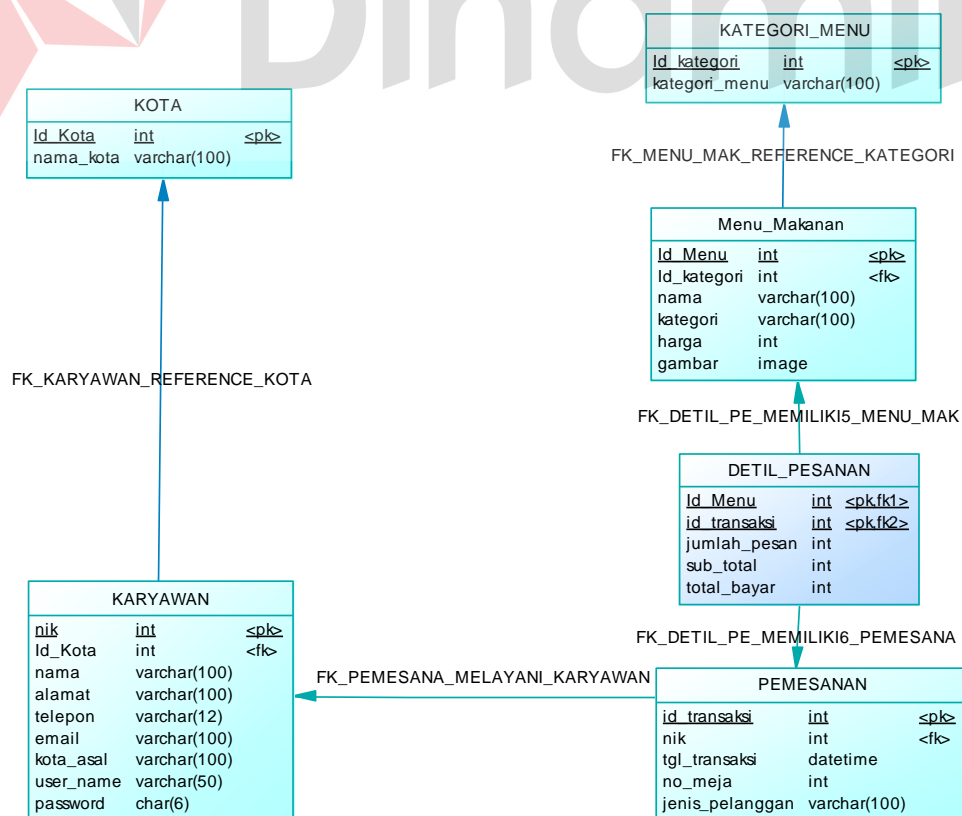 Dinami
KATEGORI_MENU
Id_kategori int <pk>
kategori_menu varchar(100)
KOTA
Id_Kota int <pk>
nama_kota varchar(100)
FK_MENU_MAK_REFERENCE_KATEGORI
Menu_Makanan
Id_Menu int <pk>
Id_kategori int <fk>
nama varchar(100)
kategori varchar(100)
harga int
gambar image
FK_KARYAWAN_REFERENCE_KOTA
FK_DETIL_PE_MEMILIKI5_MENU_MAK
DETIL_PESANAN
Id_Menu int <pk,fk1>
id_transaksi int <pk,fk2>
jumlah_pesan int
sub_total int
total_bayar int
KARYAWAN
nik int <pk>
Id_Kota int <fk>
nama varchar(100)
alamat varchar(100)
telepon varchar(12)
email varchar(100)
kota_asal varchar(100)
user_name varchar(50)
password char(6)
FK_DETIL_PE_MEMILIKI6_PEMESANA
FK_PEMESANA_MELAYANI_KARYAWAN
PEMESANAN
id_transaksi int <pk>
nik int <fk>
tgl_transaksi datetime
no_meja int
jenis_pelanggan varchar(100)